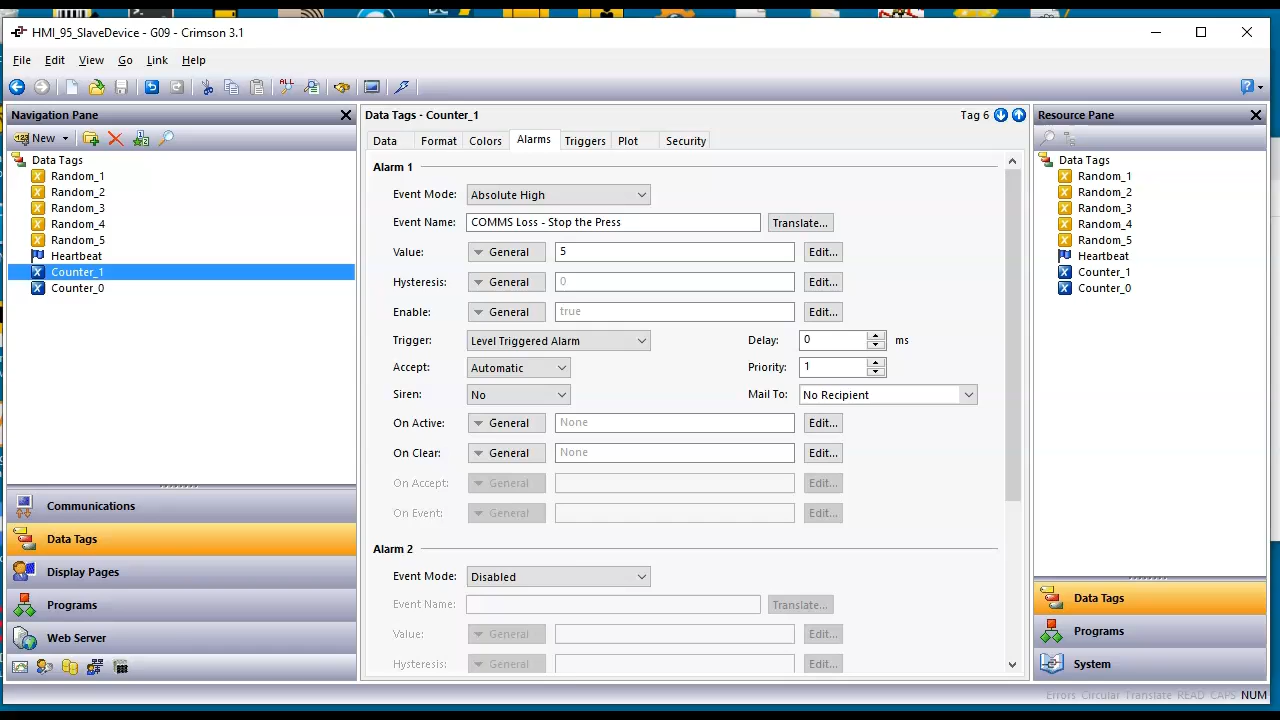 HMI_95_SlaveDevice - G09 - Crimson 3.1
File Edit View Go Link Help
Navigation Pane
New
Data Tags
Random_1
Random_2
Random_3
Random_4
Random_5
Heartbeat
Counter_1
Counter_0
Communications
Data Tags
Display Pages
Programs
Web Server
Data Tags - Counter_1 Tag 6
Data Format Colors Alarms Triggers Plot Security
Alarm 1
Event Mode: Absolute High
Event Name: COMMS Loss - Stop the Press Translate...
Value: General 5 Edit...
Hysteresis: General 0 Edit...
Enable: General true Edit...
Trigger: Level Triggered Alarm Delay: 0 ms
Accept: Automatic Priority: 1
Siren: No Mail To: No Recipient
On Active: General None Edit...
On Clear: General None Edit...
On Accept: General Edit...
On Event: General Edit...
Alarm 2
Event Mode: Disabled
Event Name: Translate...
Value: General Edit...
Hysteresis: General Edit...
Resource Pane
Data Tags
Random_1
Random_2
Random_3
Random_4
Random_5
Heartbeat
Counter_1
Counter_0
Data Tags
Programs
System
Errors Circular Translate READ CAPS NUM